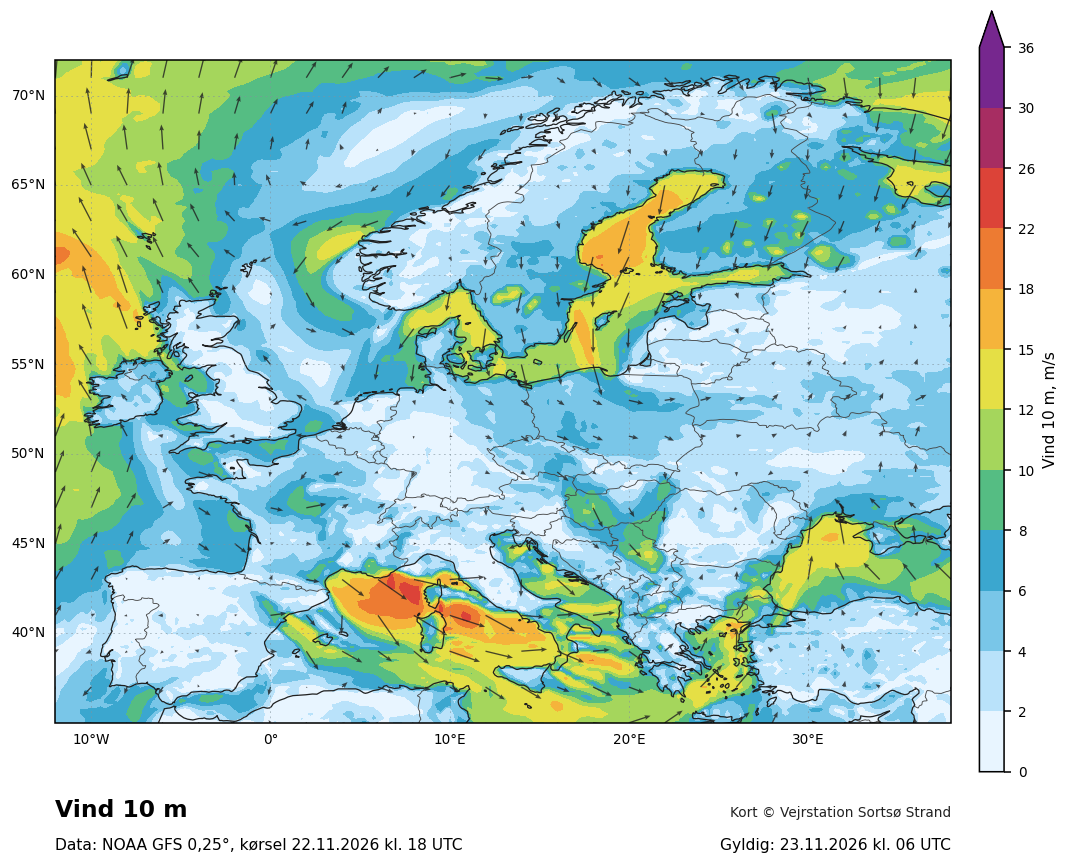 36
30
26
22
18
15
12
10
8
6
4
2
0
Vind 10 m, m/s
70°N
65°N
60°N
55°N
50°N
45°N
40°N
10°W
0°
10°E
20°E
30°E
Vind 10 m
Kort © Vejrstation Sortsø Strand
Data: NOAA GFS 0,25°, kørsel 22.11.2026 kl. 18 UTC
Gyldig: 23.11.2026 kl. 06 UTC